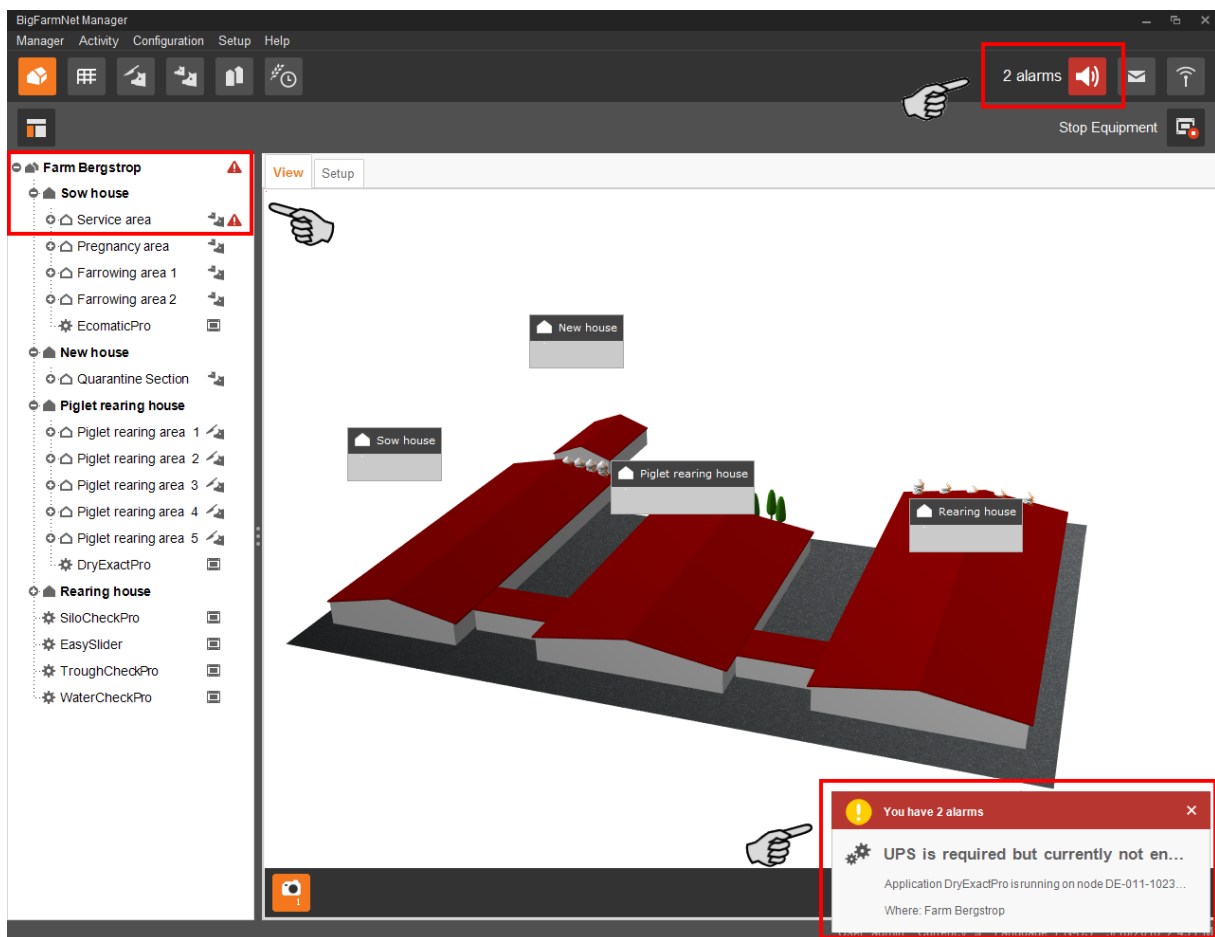 BigFarmNet Manager
Manager Activity Configuration Setup Help
2 alarms
Stop Equipment
Farm Bergstrop
Sow house
Service area
Pregnancy area
Farrowing area 1
Farrowing area 2
EcomaticPro
New house
Quarantine Section
Piglet rearing house
Piglet rearing area 1
Piglet rearing area 2
Piglet rearing area 3
Piglet rearing area 4
Piglet rearing area 5
DryExactPro
Rearing house
SiloCheckPro
EasySlider
TroughCheckPro
WaterCheckPro
View Setup
New house
Sow house
Piglet rearing house
Rearing house
1
You have 2 alarms
UPS is required but currently not en...
Application DryExactPro is running on node DE-011-1023...
Where: Farm Bergstrop